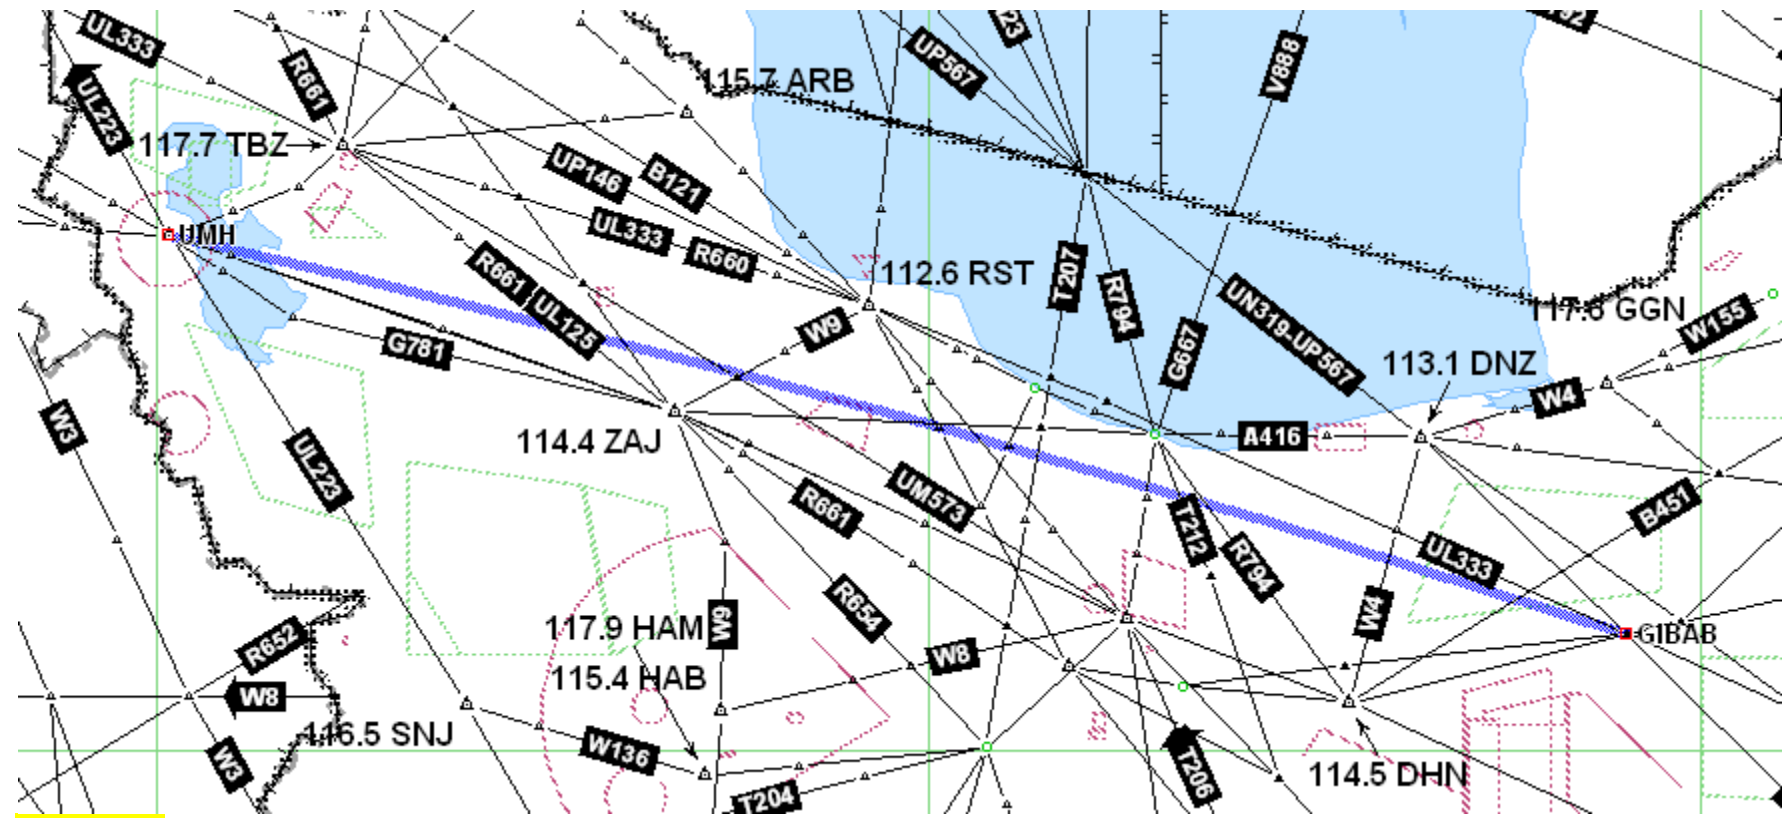 UL333
R661
UL223
115.7 ARB
UP567
V888
117.7 TBZ
UP146
B121
UMH
UL333
R660
R661
UL125
112.6 RST
T207
R794
UN319-UP567
117.6 GGN
W155
W9
G781
G667
113.1 DNZ
W4
W3
UL223
114.4 ZAJ
A416
R661
UM573
T212
R794
UL333
B451
R652
117.9 HAM
W9
R654
W8
W4
GIBAB
W8
115.4 HAB
116.5 SNJ
W3
W136
T204
T206
114.5 DHN